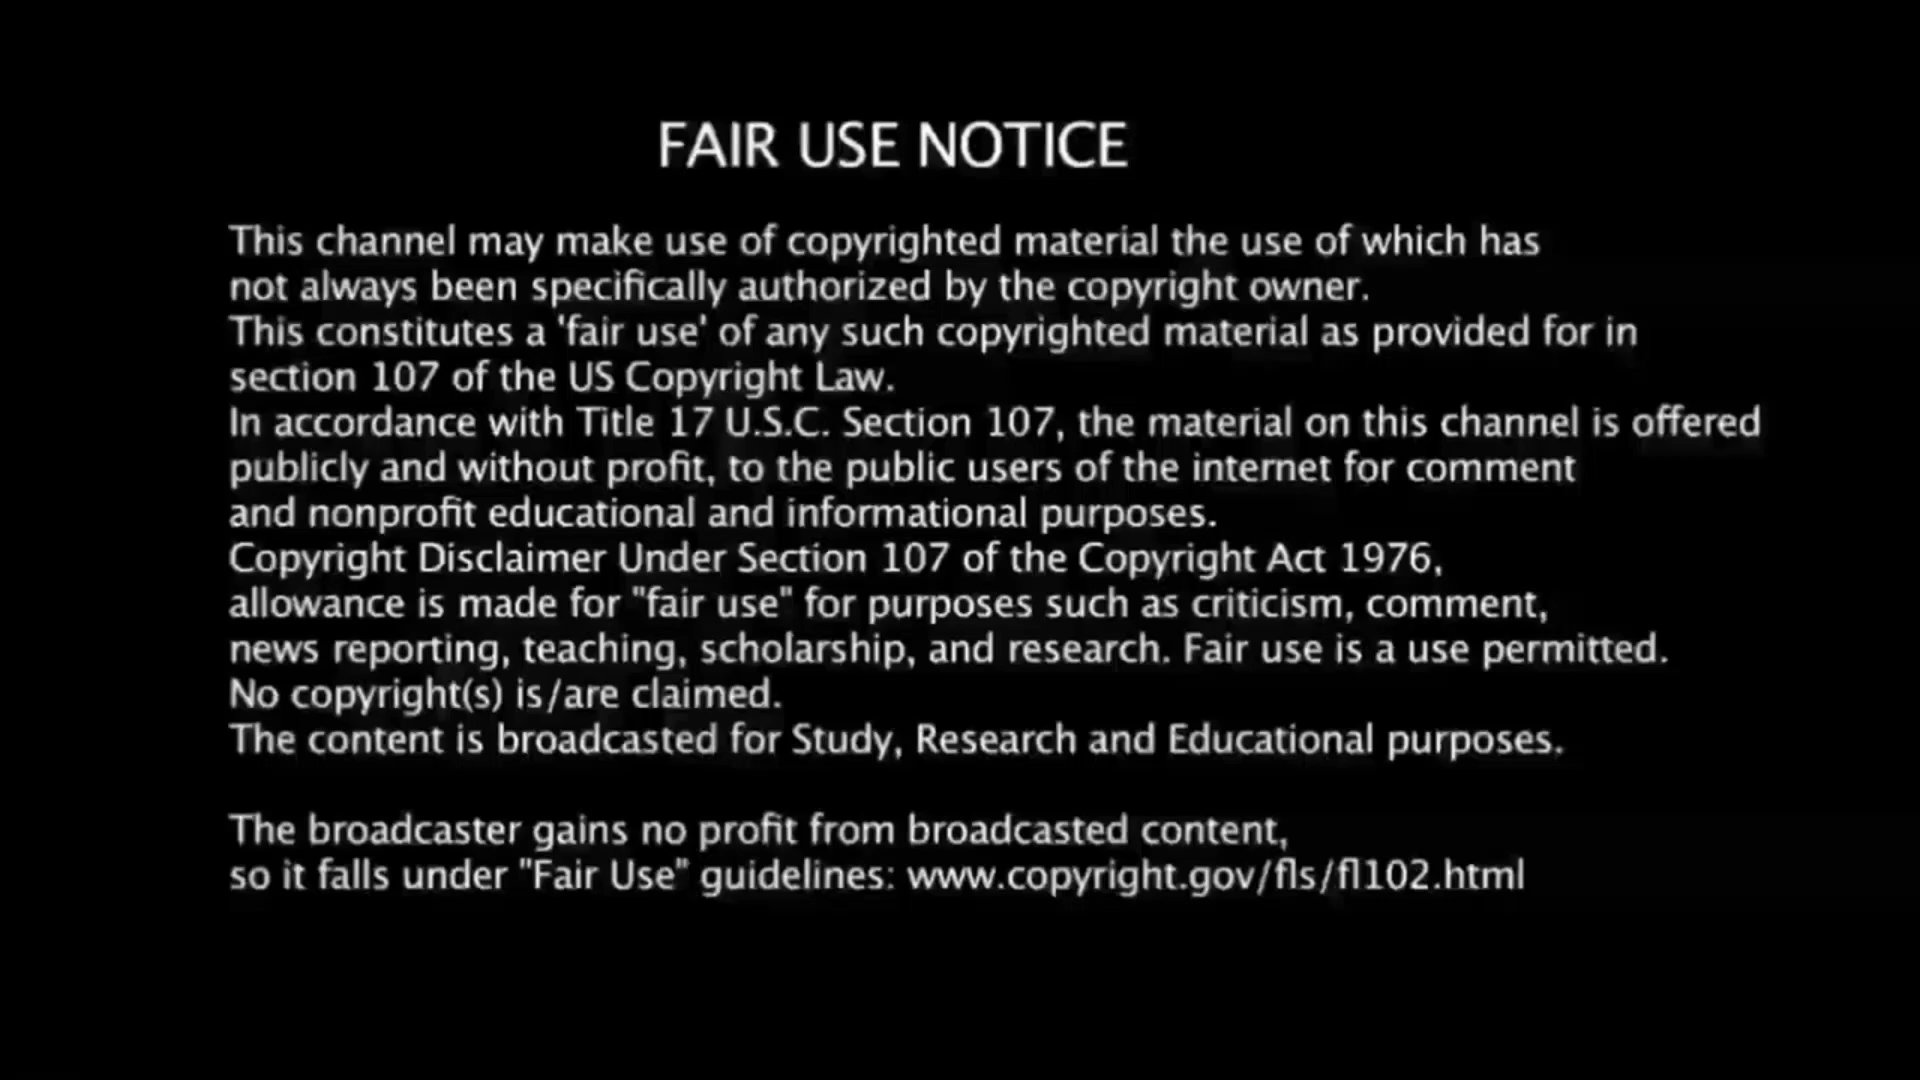 FAIR USE NOTICE
This channel may make use of copyrighted material the use of which has
not always been specifically authorized by the copyright owner.
This constitutes a 'fair use' of any such copyrighted material as provided for in
section 107 of the US Copyright Law.
In accordance with Title 17 U.S.C. Section 107, the material on this channel is offered
publicly and without profit, to the public users of the internet for comment
and nonprofit educational and informational purposes.
Copyright Disclaimer Under Section 107 of the Copyright Act 1976,
allowance is made for "fair use" for purposes such as criticism, comment,
news reporting, teaching, scholarship, and research. Fair use is a use permitted.
No copyright(s) is/are claimed.
The content is broadcasted for Study, Research and Educational purposes.
The broadcaster gains no profit from broadcasted content,
so it falls under "Fair Use" guidelines: www.copyright.gov/fls/fl102.html